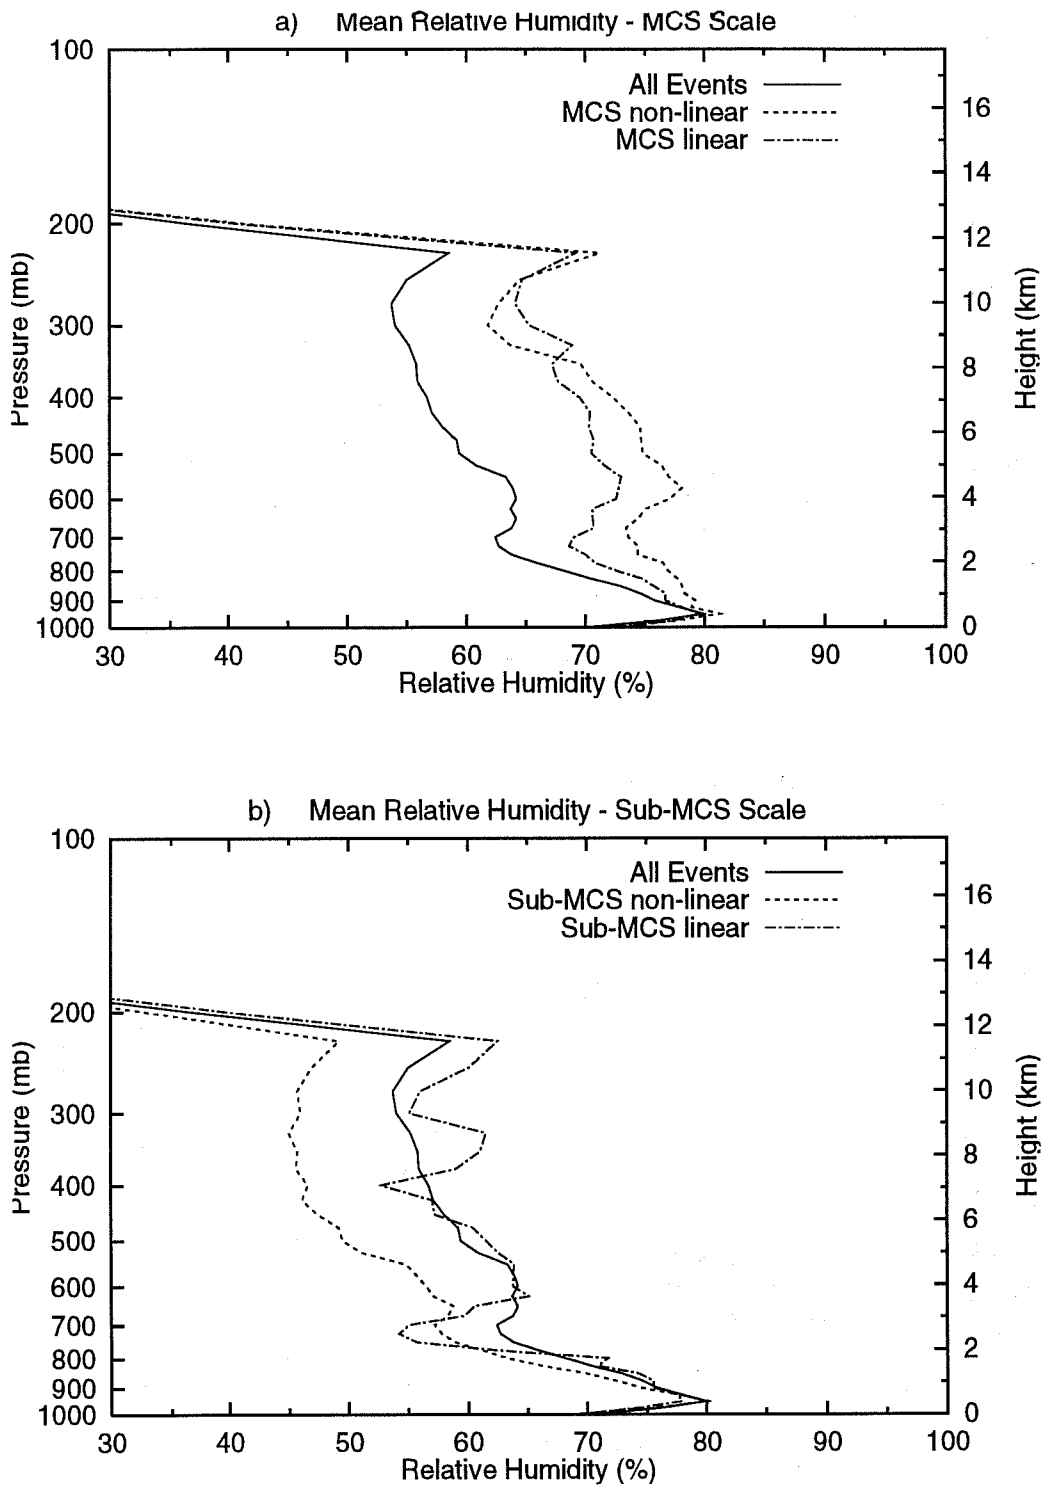 a) Mean Relative Humidity - MCS Scale
100
200
300
400
500
600
700
800
900
1000
Pressure (mb)
All Events
MCS non-linear
MCS linear
16
14
12
10
8
6
4
2
0
Height (km)
30 40 50 60 70 80 90 100
Relative Humidity (%)
b) Mean Relative Humidity - Sub-MCS Scale
100
200
300
400
500
600
700
800
900
1000
Pressure (mb)
All Events
Sub-MCS non-linear
Sub-MCS linear
16
14
12
10
8
6
4
2
0
Height (km)
30 40 50 60 70 80 90 100
Relative Humidity (%)